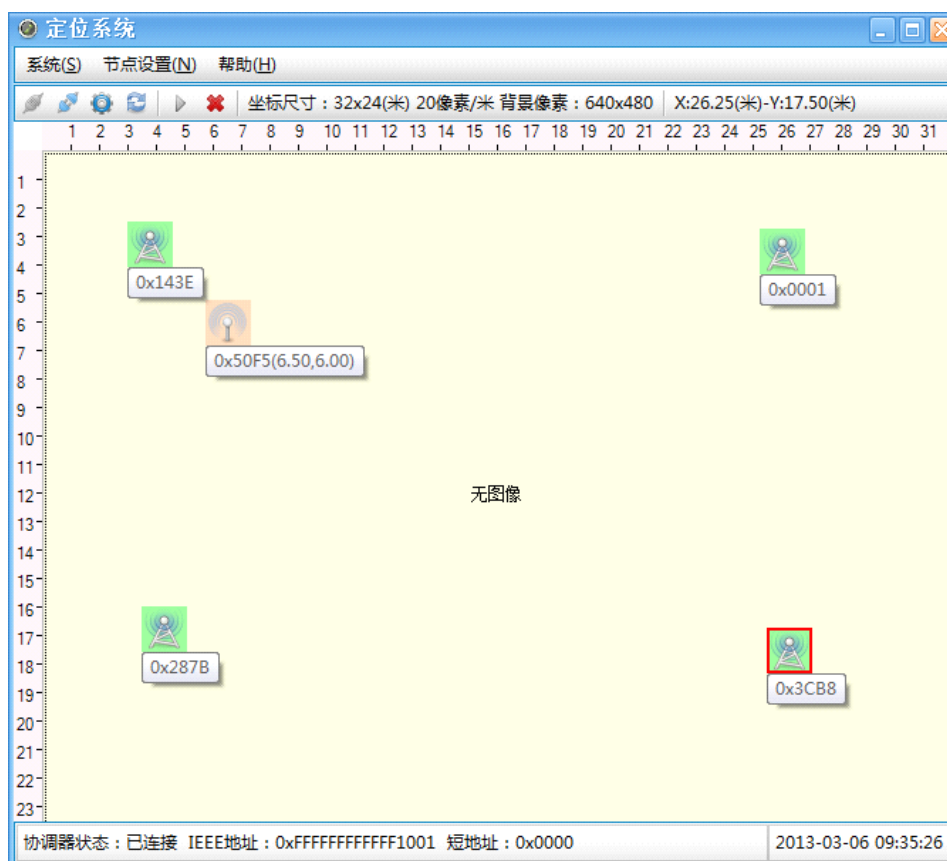 定位系统
系统(S) 节点设置(N) 帮助(H)
坐标尺寸：32x24(米) 20像素/米 背景像素：640x480 X:26.25(米)-Y:17.50(米)
1 2 3 4 5 6 7 8 9 10 11 12 13 14 15 16 17 18 19 20 21 22 23 24 25 26 27 28 29 30 31
1
2
3
4
0x143E
0x0001
5
6
7
0x50F5(6.50,6.00)
8
9
10
11
12
无图像
13
14
15
16
17
18
0x287B
19
0x3CB8
20
21
22
23
协调器状态：已连接 IEEE地址：0xFFFFFFFFFFFF1001 短地址：0x0000
2013-03-06 09:35:26